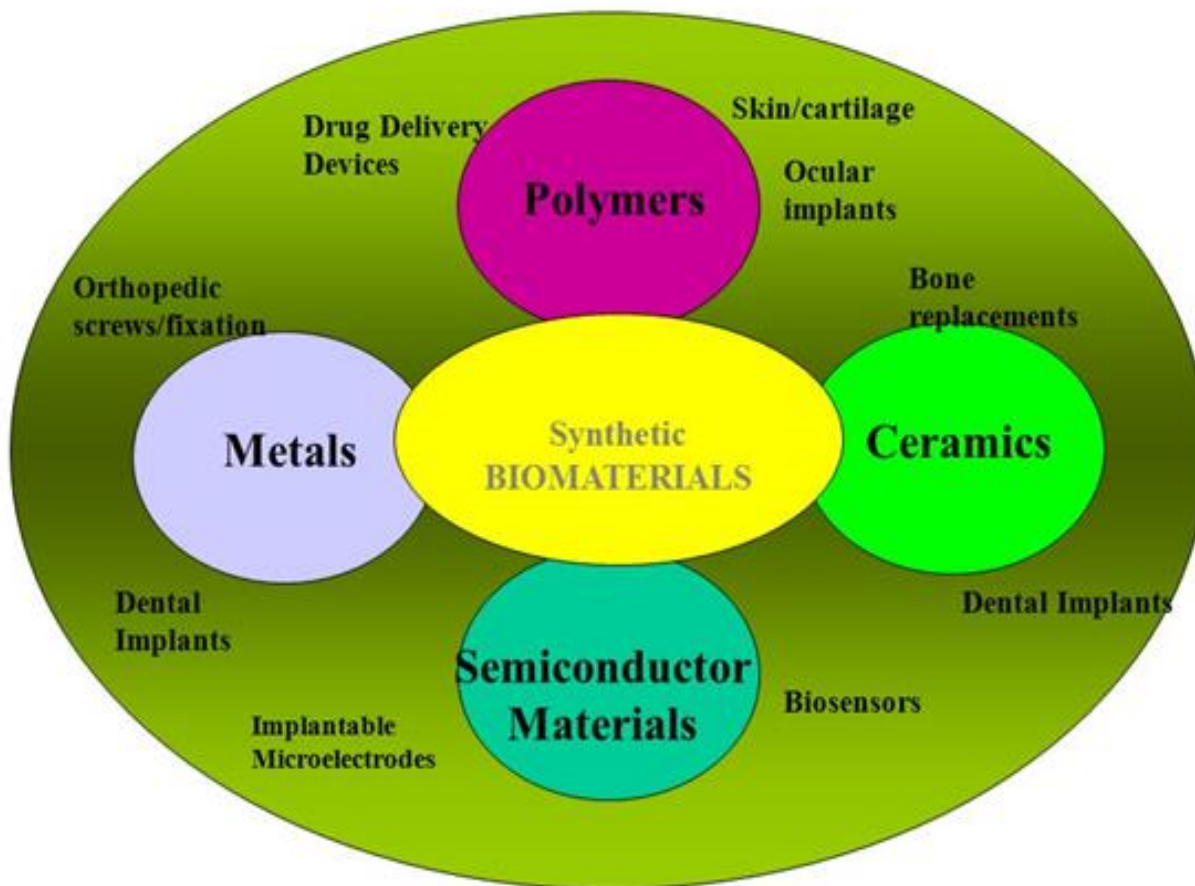 Drug Delivery
Devices
Skin/cartilage
Polymers
Ocular
implants
Orthopedic
screws/fixation
Bone
replacements
Metals
Synthetic
BIOMATERIALS
Ceramics
Dental
Implants
Dental Implants
Semiconductor
Materials
Implantable
Microelectrodes
Biosensors